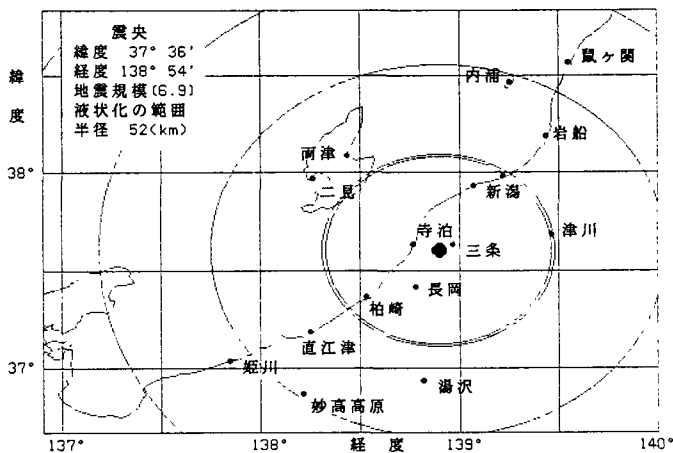 震央
緯度 37° 36′
経度 138° 54′
地震規模(6.9)
液状化の範囲
半径 52(km)
緯度
鼠ヶ関
内浦
岩船
両津
38°
二見
新潟
寺泊
津川
三条
長岡
柏崎
直江津
37°
姫川
湯沢
妙高高原
137°
138°
経度
139°
140°